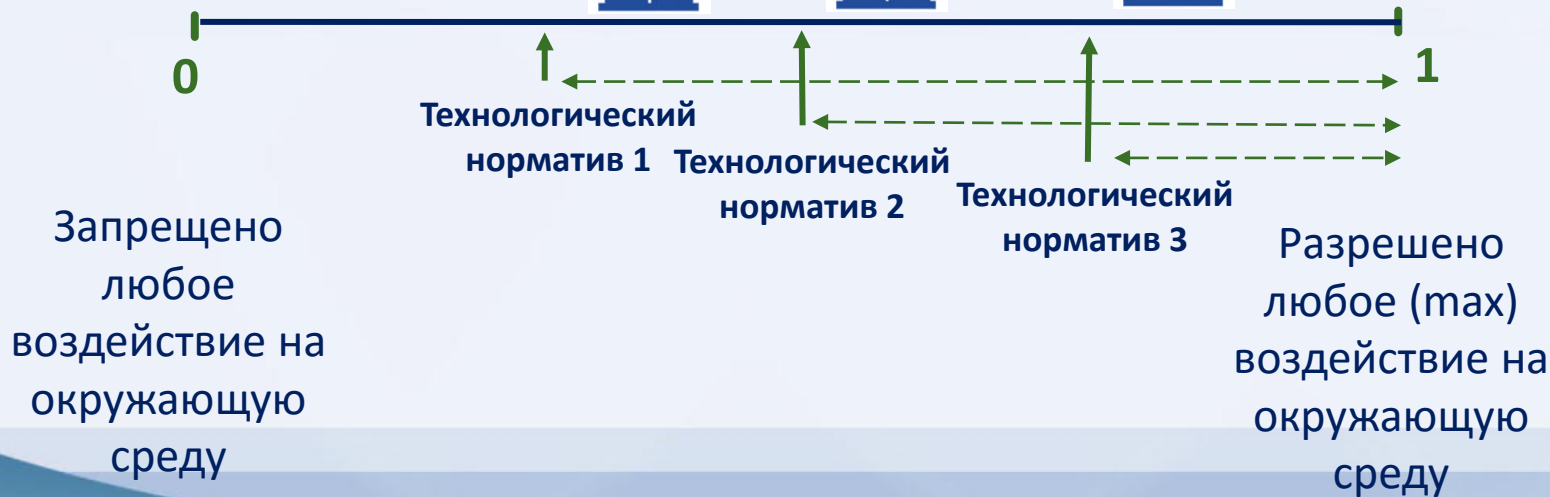 0
1
Технологический
норматив 1
Технологический
норматив 2
Технологический
норматив 3
Запрещено
любое
воздействие на
окружающую
среду
Разрешено
любое (max)
воздействие на
окружающую
среду